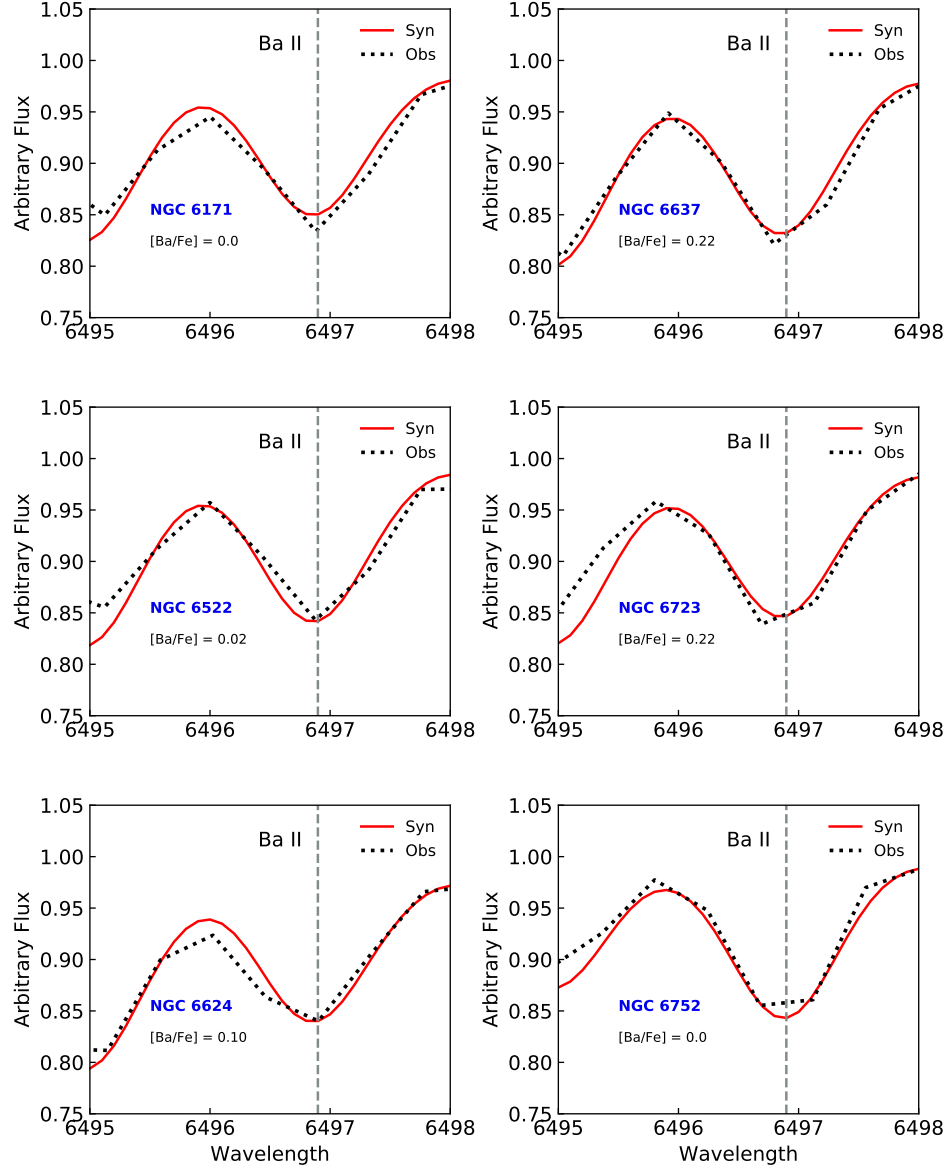 1.05
1.00
0.95
0.90
0.85
0.80
0.75
Arbitrary Flux
Ba II
Syn
Obs
NGC 6171
[Ba/Fe] = 0.0
6495 6496 6497 6498
1.05
1.00
0.95
0.90
0.85
0.80
0.75
Arbitrary Flux
Ba II
Syn
Obs
NGC 6637
[Ba/Fe] = 0.22
6495 6496 6497 6498
1.05
1.00
0.95
0.90
0.85
0.80
0.75
Arbitrary Flux
Ba II
Syn
Obs
NGC 6522
[Ba/Fe] = 0.02
6495 6496 6497 6498
1.05
1.00
0.95
0.90
0.85
0.80
0.75
Arbitrary Flux
Ba II
Syn
Obs
NGC 6723
[Ba/Fe] = 0.22
6495 6496 6497 6498
1.05
1.00
0.95
0.90
0.85
0.80
0.75
Arbitrary Flux
Ba II
Syn
Obs
NGC 6624
[Ba/Fe] = 0.10
6495 6496 6497 6498
Wavelength
1.05
1.00
0.95
0.90
0.85
0.80
0.75
Arbitrary Flux
Ba II
Syn
Obs
NGC 6752
[Ba/Fe] = 0.0
6495 6496 6497 6498
Wavelength